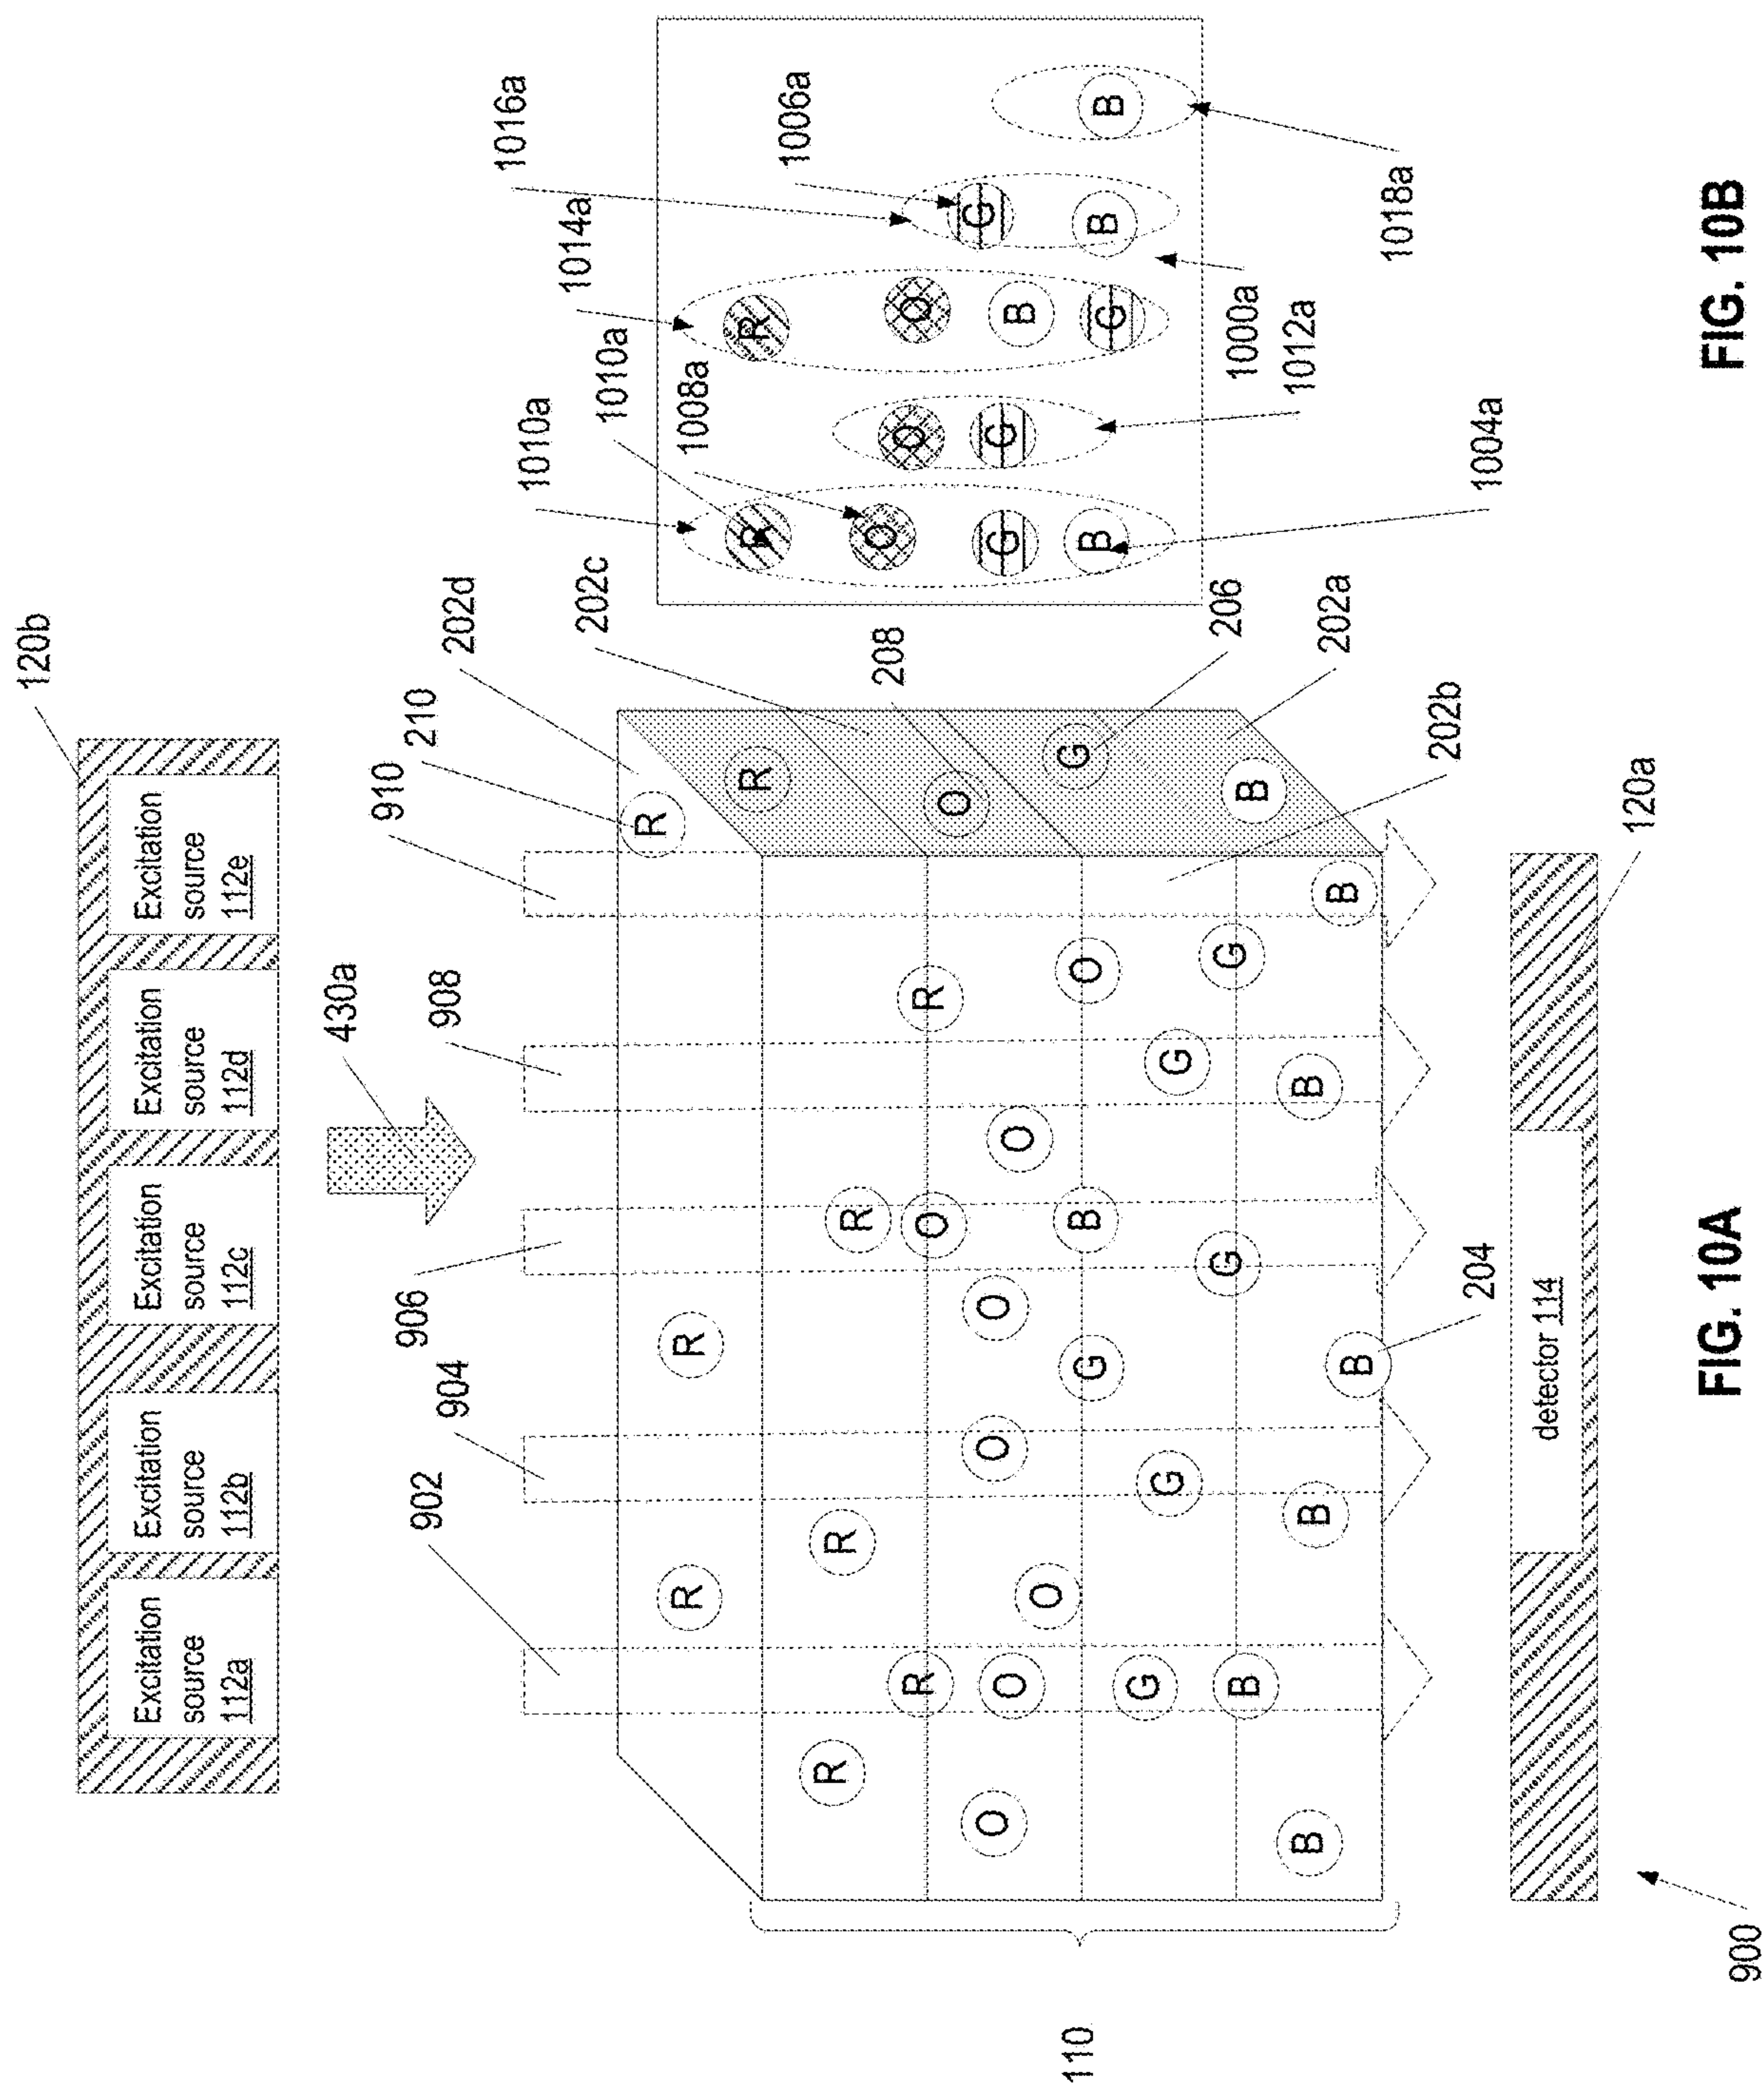 120b
Excitation
source
112a
Excitation
source
112b
Excitation
source
112c
Excitation
source
112d
Excitation
source
112e
430a
902
904
906
908
910
210
202d
202c
208
206
202a
202b
204
R
R
R
R
R
R
R
R
O
R
O
O
O
O
O
O
O
G
B
O
G
G
G
G
B
G
G
B
B
B
B
B
B
110
detector 114
120a
900
FIG. 10A
1010a
1010a
1008a
1014a
1016a
1006a
R
O
G
B
O
G
R
O
B
G
G
B
B
1000a
1012a
1018a
1004a
FIG. 10B